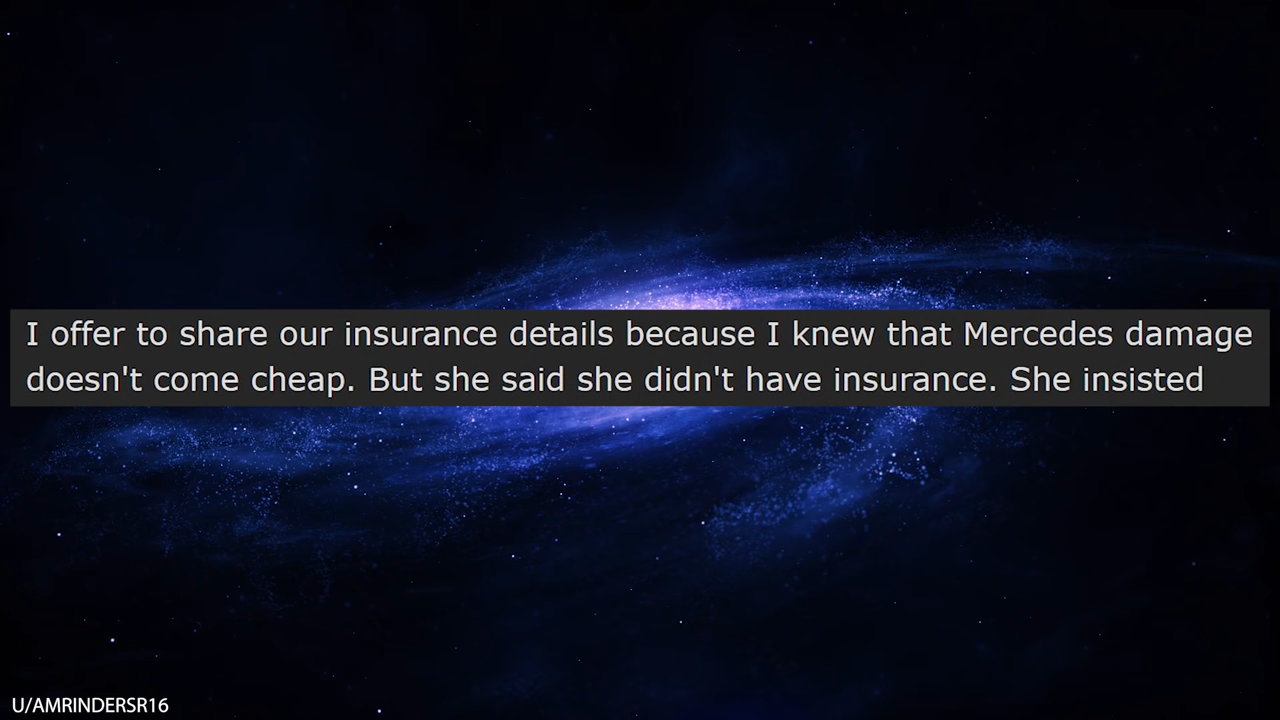 I offer to share our insurance details because I knew that Mercedes damage
doesn't come cheap. But she said she didn't have insurance. She insisted
U/AMRINDERSR16